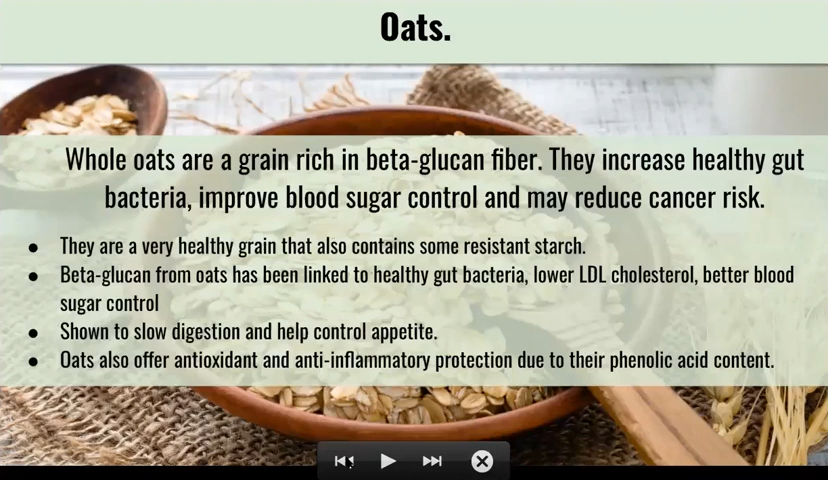 Oats.
Whole oats are a grain rich in beta-glucan fiber. They increase healthy gut
bacteria, improve blood sugar control and may reduce cancer risk.
● They are a very healthy grain that also contains some resistant starch.
● Beta-glucan from oats has been linked to healthy gut bacteria, lower LDL cholesterol, better blood
sugar control
● Shown to slow digestion and help control appetite.
● Oats also offer antioxidant and anti-inflammatory protection due to their phenolic acid content.